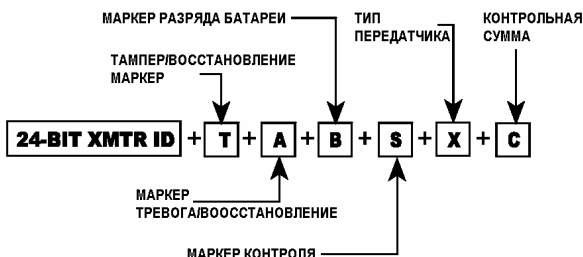 МАРКЕР РАЗРЯДА БАТАРЕИ
ТИП
ПЕРЕДАТЧИКА
КОНТРОЛЬНАЯ
СУММА
ТАМПЕР/ВОССТАНОВЛЕНИЕ
МАРКЕР
24-BIT XMTR ID + T + A + B + S + X + C
МАРКЕР
ТРЕВОГА/ВООССТАНОВЛЕНИЕ
МАРКЕР КОНТРОЛЯ